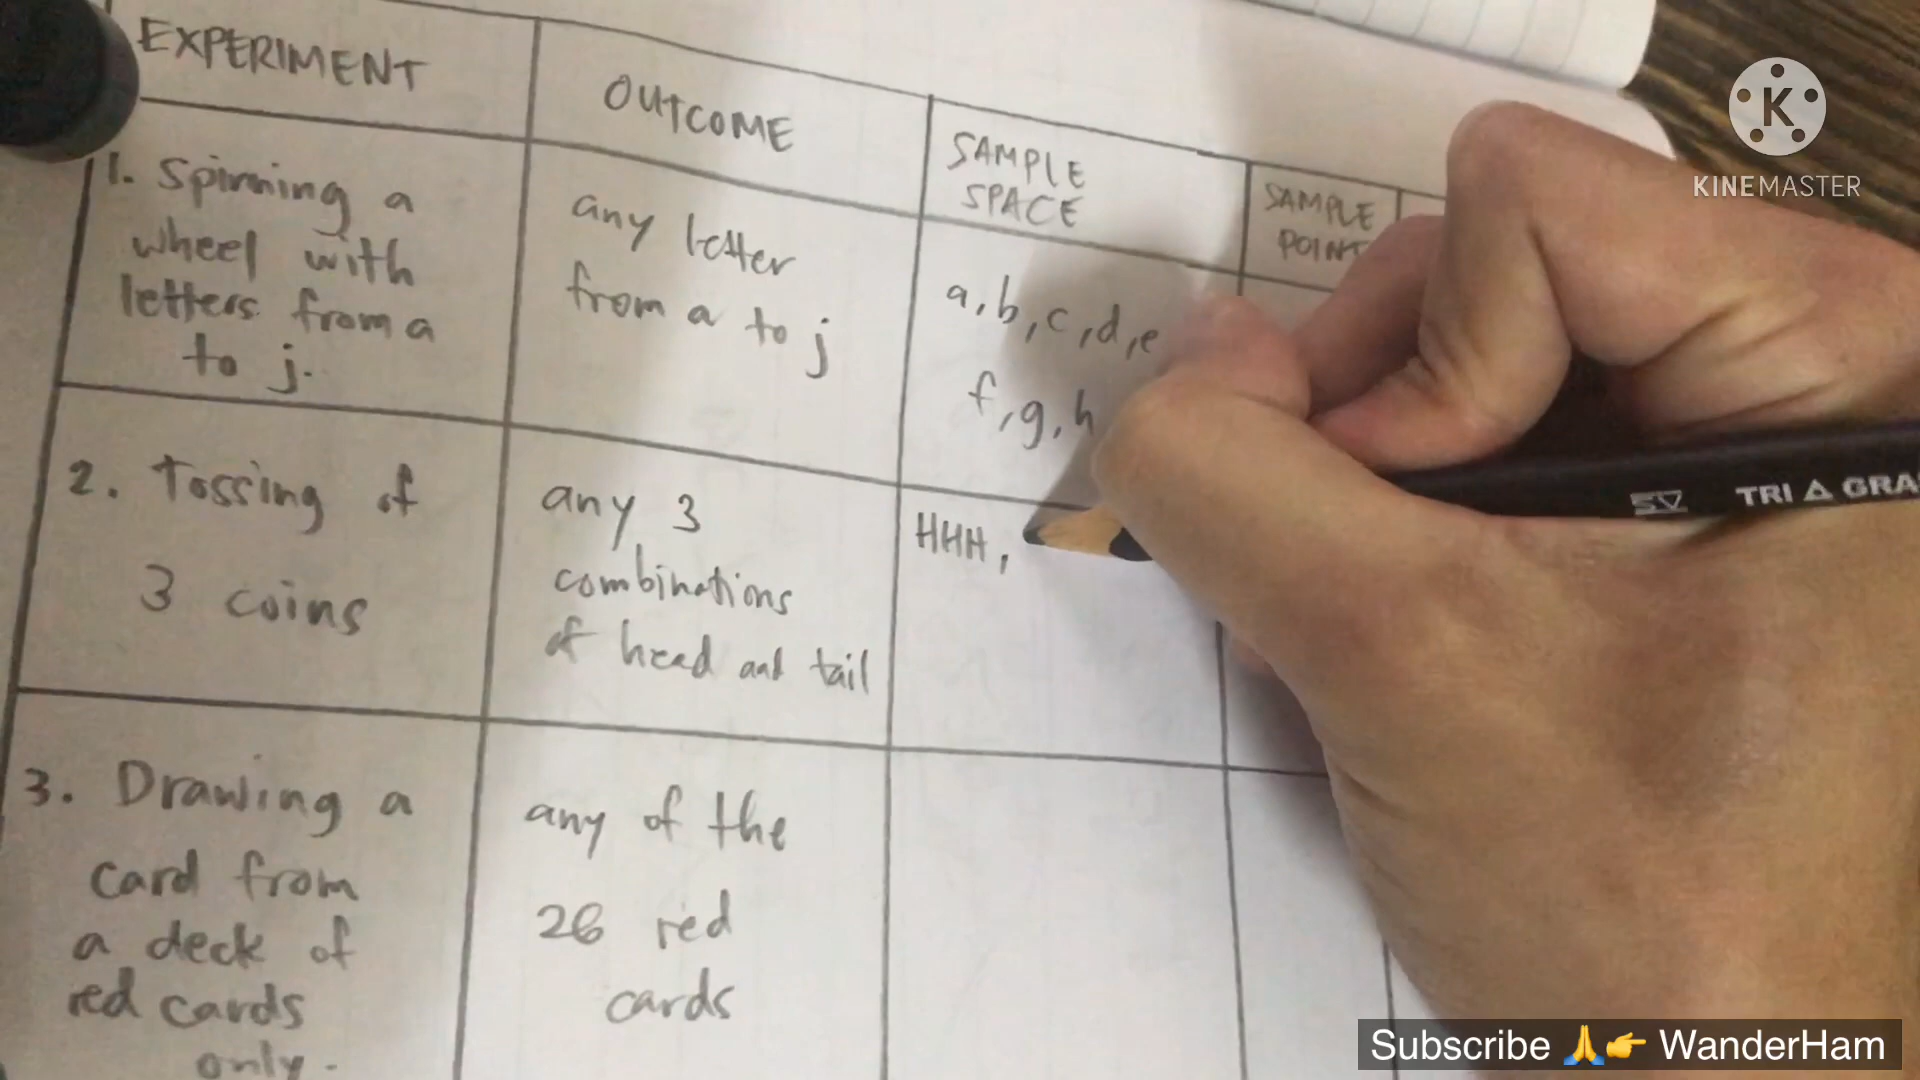 EXPERIMENT
OUTCOME
SAMPLE
SPACE
SAMPLE
POINT
1. Spinning a
wheel with
letters from a
to j.
any letter
from a to j
a, b, c, d, e
f, g, h
2. Tossing of
3 coins
any 3
combinations
of head and tail
HHH,
3. Drawing a
card from
a deck of
red cards
only.
any of the
26 red
cards
TRI GRA
K
KINEMASTER
Subscribe 🙏👉 WanderHam